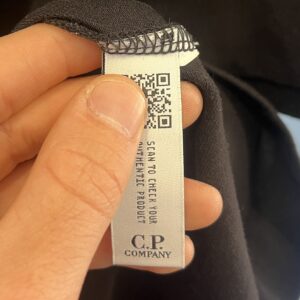 SCAN TO CHECK YOUR
AUTHENTIC PRODUCT
C.P.
COMPANY